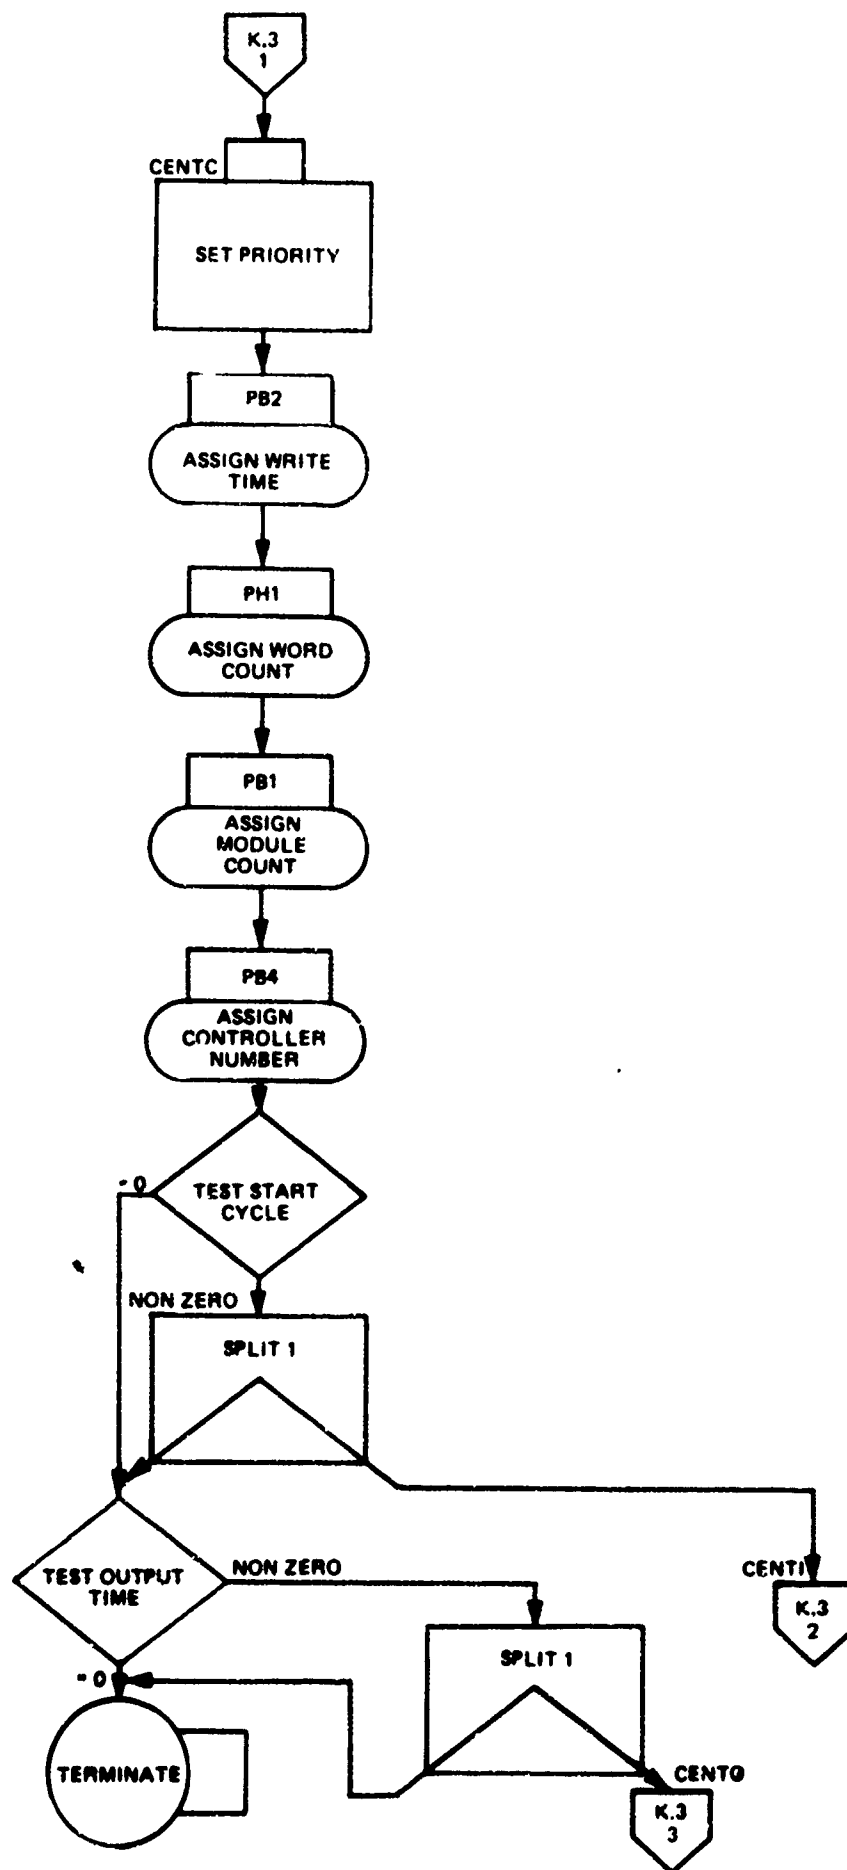 K.3
1
CENTC
SET PRIORITY
PB2
ASSIGN WRITE
TIME
PH1
ASSIGN WORD
COUNT
PB1
ASSIGN
MODULE
COUNT
PB4
ASSIGN
CONTROLLER
NUMBER
= 0
TEST START
CYCLE
NON ZERO
SPLIT 1
TEST OUTPUT
TIME
NON ZERO
CENTI
K.3
2
SPLIT 1
= 0
TERMINATE
CENTO
K.3
3